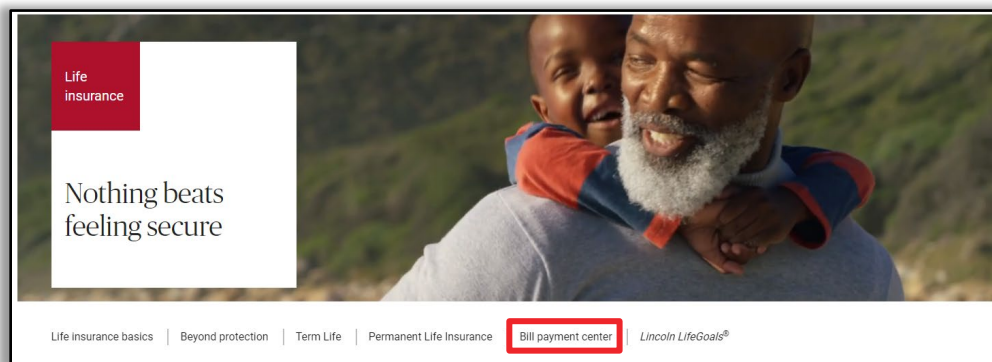 Life
insurance
Nothing beats
feeling secure
Life insurance basics Beyond protection Term Life Permanent Life Insurance Bill payment center Lincoln LifeGoals®